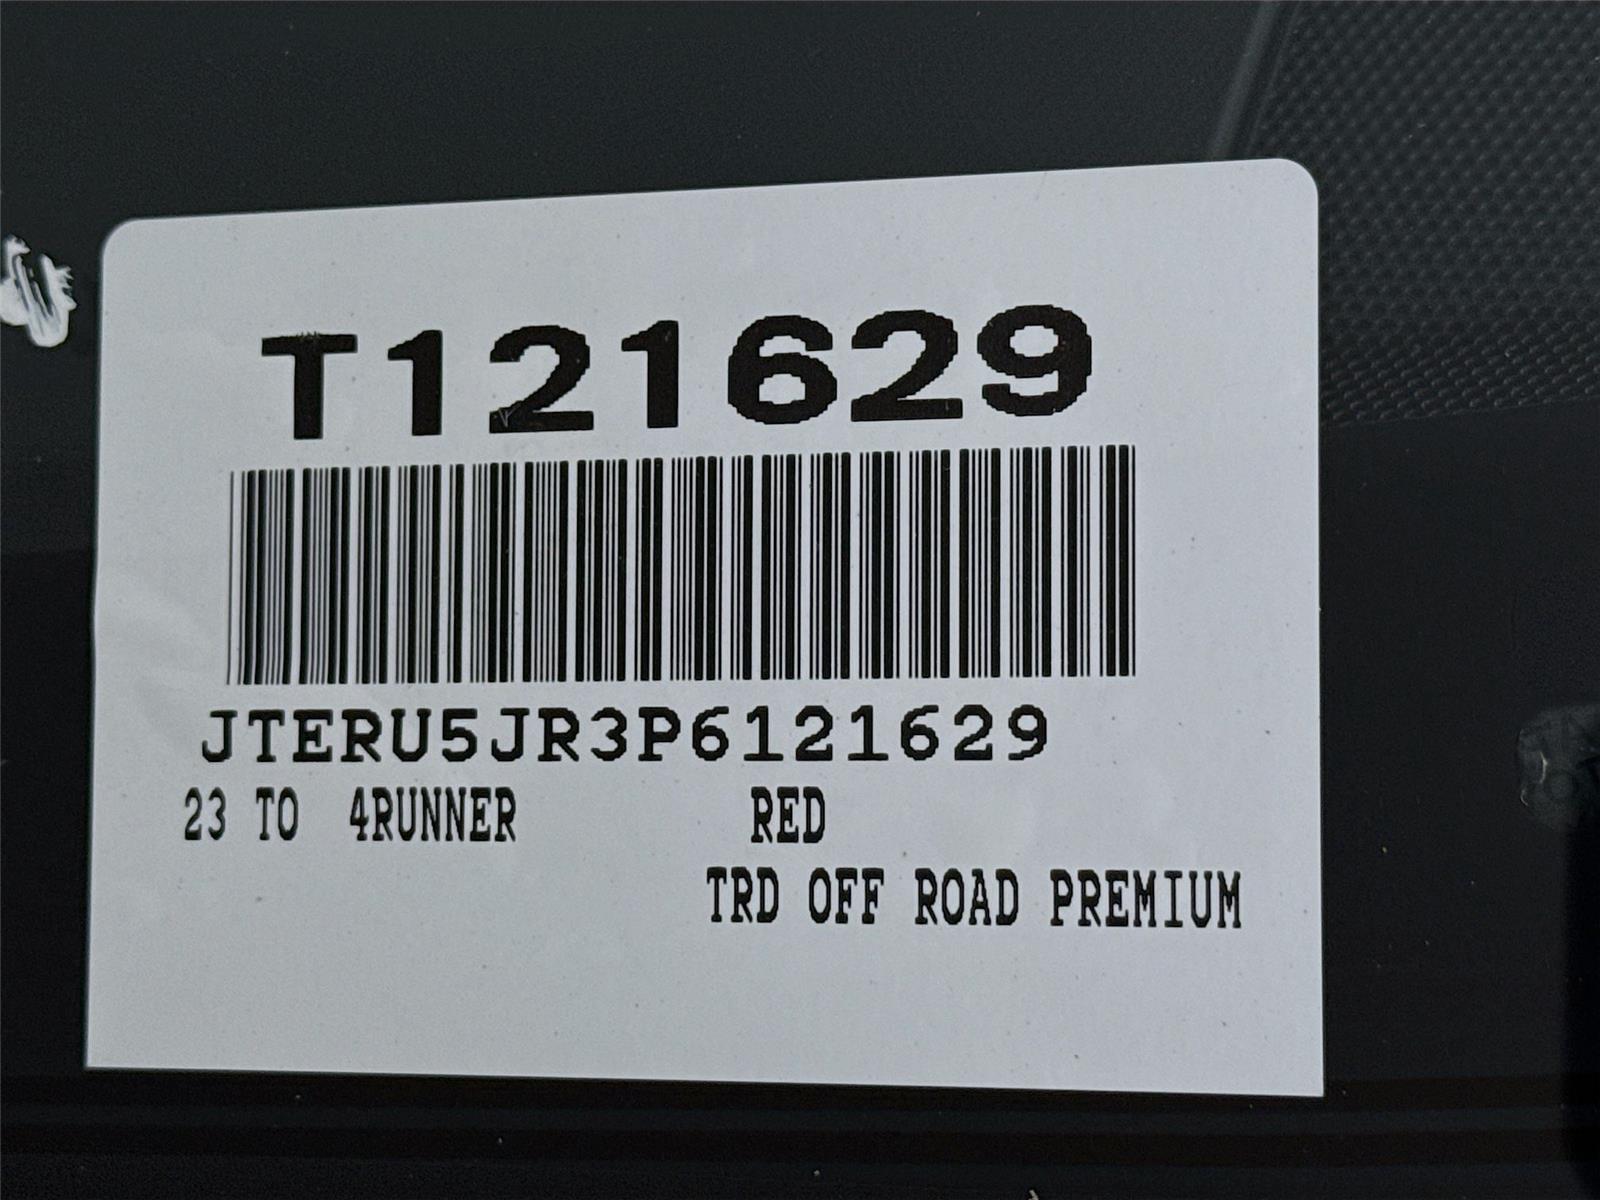 T121629
JTERU5JR3P6121629
23 TO 4RUNNER RED
TRD OFF ROAD PREMIUM